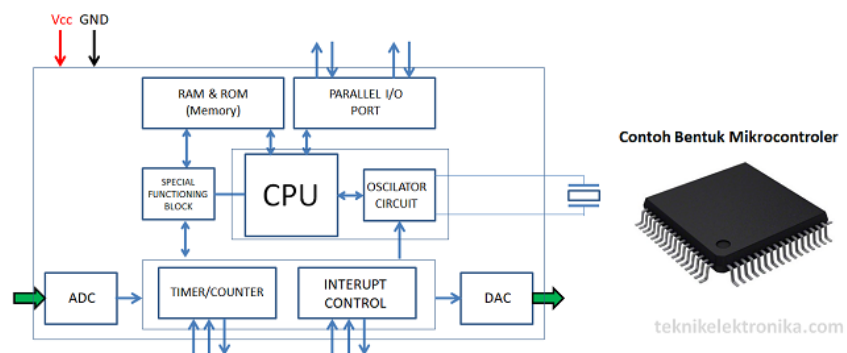 Vcc GND
RAM & ROM
(Memory)
PARALLEL I/O
PORT
Contoh Bentuk Mikrocontroler
SPECIAL
FUNCTIONING
BLOCK
CPU
OSCILATOR
CIRCUIT
ADC
TIMER/COUNTER
INTERUPT
CONTROL
DAC
teknikelektronika.com